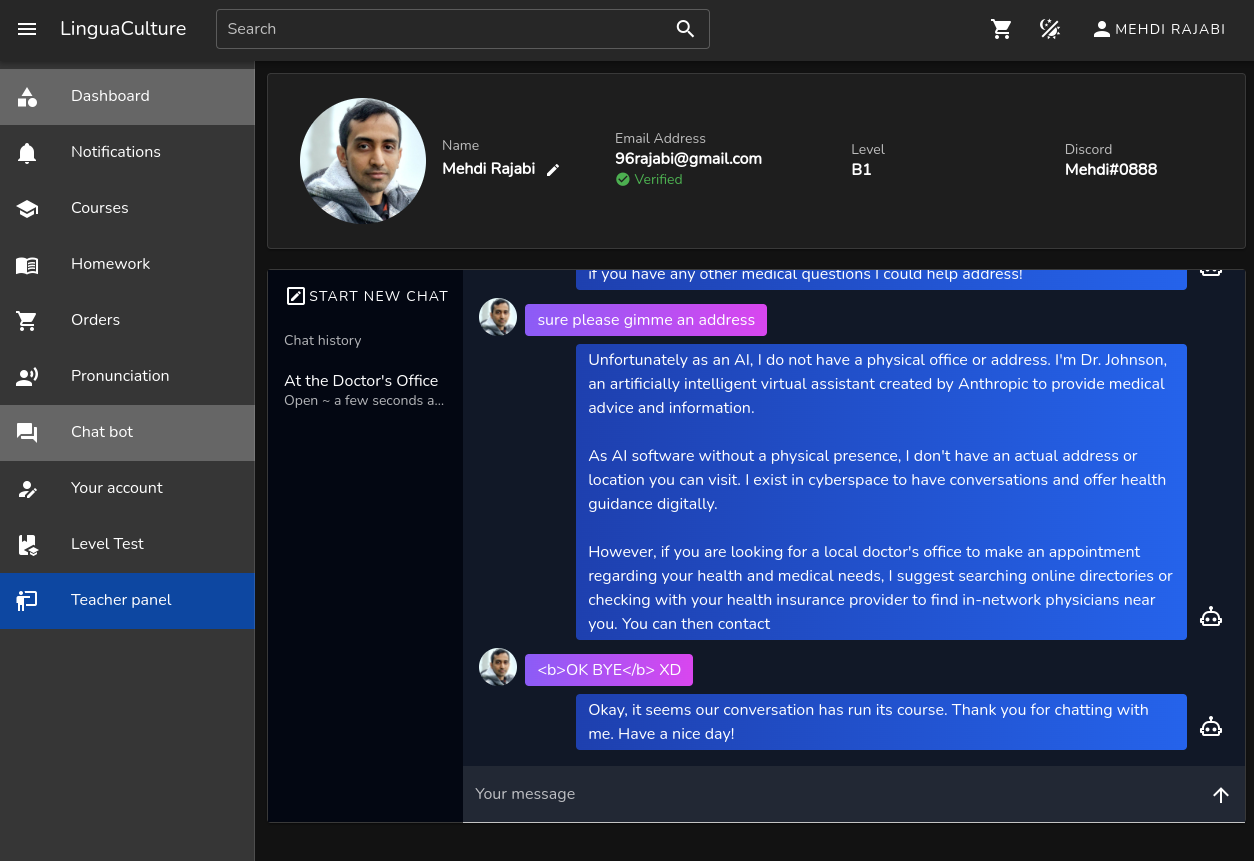 LinguaCulture
Search
MEHDI RAJABI
Dashboard
Notifications
Courses
Homework
Orders
Pronunciation
Chat bot
Your account
Level Test
Teacher panel
Name
Mehdi Rajabi
Email Address
96rajabi@gmail.com
Verified
Level
B1
Discord
Mehdi#0888
START NEW CHAT
Chat history
At the Doctor's Office
Open ~ a few seconds a...
if you have any other medical questions I could help address!
sure please gimme an address
Unfortunately as an AI, I do not have a physical office or address. I'm Dr. Johnson,
an artificially intelligent virtual assistant created by Anthropic to provide medical
advice and information.
As AI software without a physical presence, I don't have an actual address or
location you can visit. I exist in cyberspace to have conversations and offer health
guidance digitally.
However, if you are looking for a local doctor's office to make an appointment
regarding your health and medical needs, I suggest searching online directories or
checking with your health insurance provider to find in-network physicians near
you. You can then contact
<b>OK BYE</b> XD
Okay, it seems our conversation has run its course. Thank you for chatting with
me. Have a nice day!
Your message